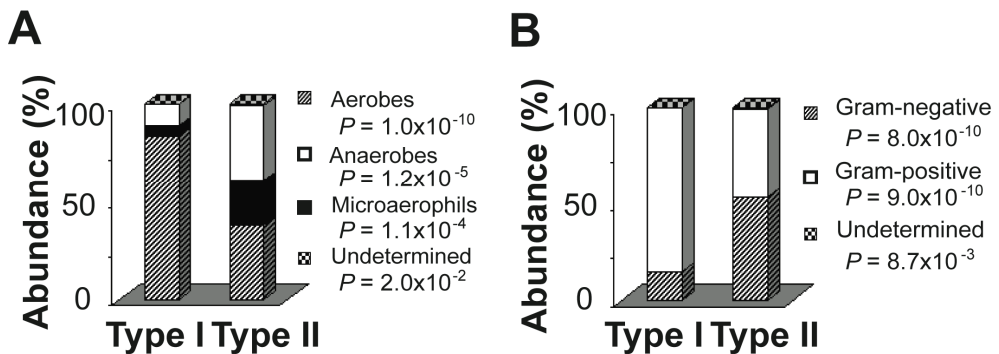 A
Abundance (%)
100
50
0
Type I Type II
Aerobes
P = 1.0x10-10
Anaerobes
P = 1.2x10-5
Microaerophils
P = 1.1x10-4
Undetermined
P = 2.0x10-2
B
Abundance (%)
100
50
0
Type I Type II
Gram-negative
P = 8.0x10-10
Gram-positive
P = 9.0x10-10
Undetermined
P = 8.7x10-3